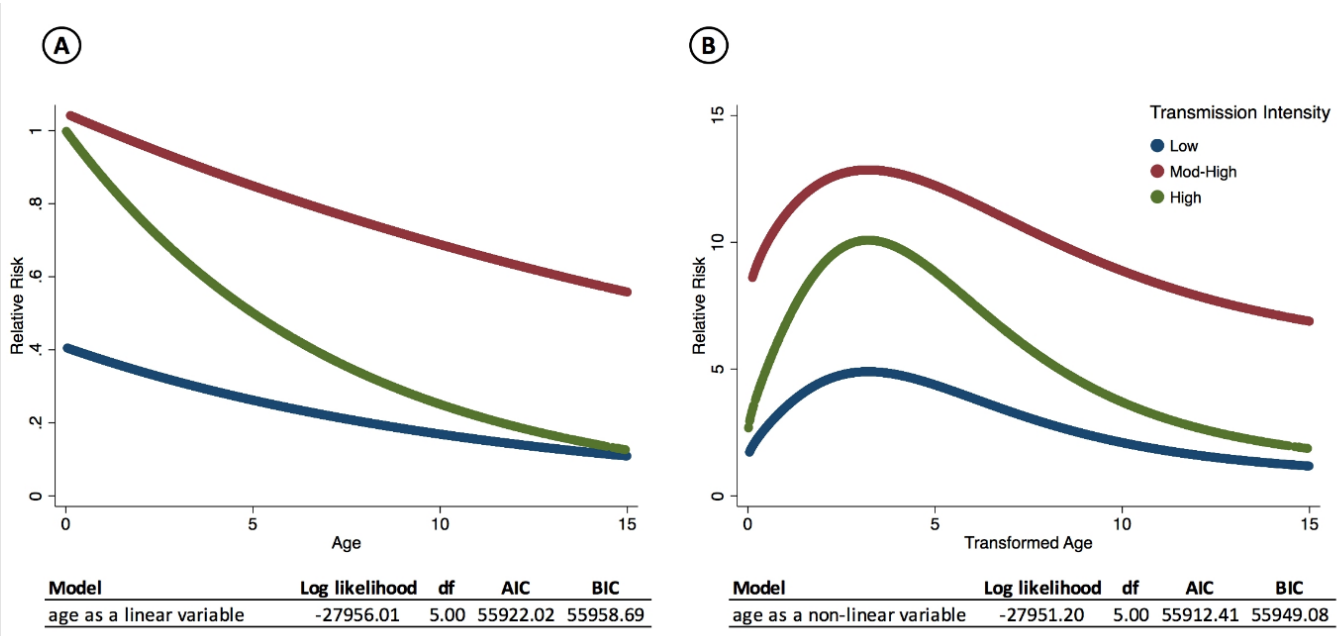 A
1
.8
.6
.4
.2
0
Relative Risk
0 5 10 15
Age
Model Log likelihood df AIC BIC
age as a linear variable -27956.01 5.00 55922.02 55958.69
B
15
10
5
0
Relative Risk
0 5 10 15
Transformed Age
Transmission Intensity
Low
Mod-High
High
Model Log likelihood df AIC BIC
age as a non-linear variable -27951.20 5.00 55912.41 55949.08